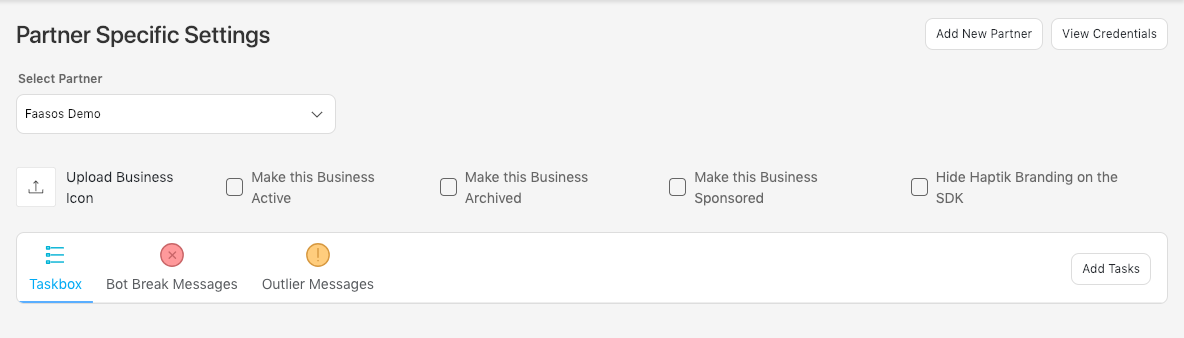 Partner Specific Settings
Add New Partner
View Credentials
Select Partner
Faasos Demo
Upload Business
Icon
Make this Business
Active
Make this Business
Archived
Make this Business
Sponsored
Hide Haptik Branding on the
SDK
Taskbox
Bot Break Messages
Outlier Messages
Add Tasks